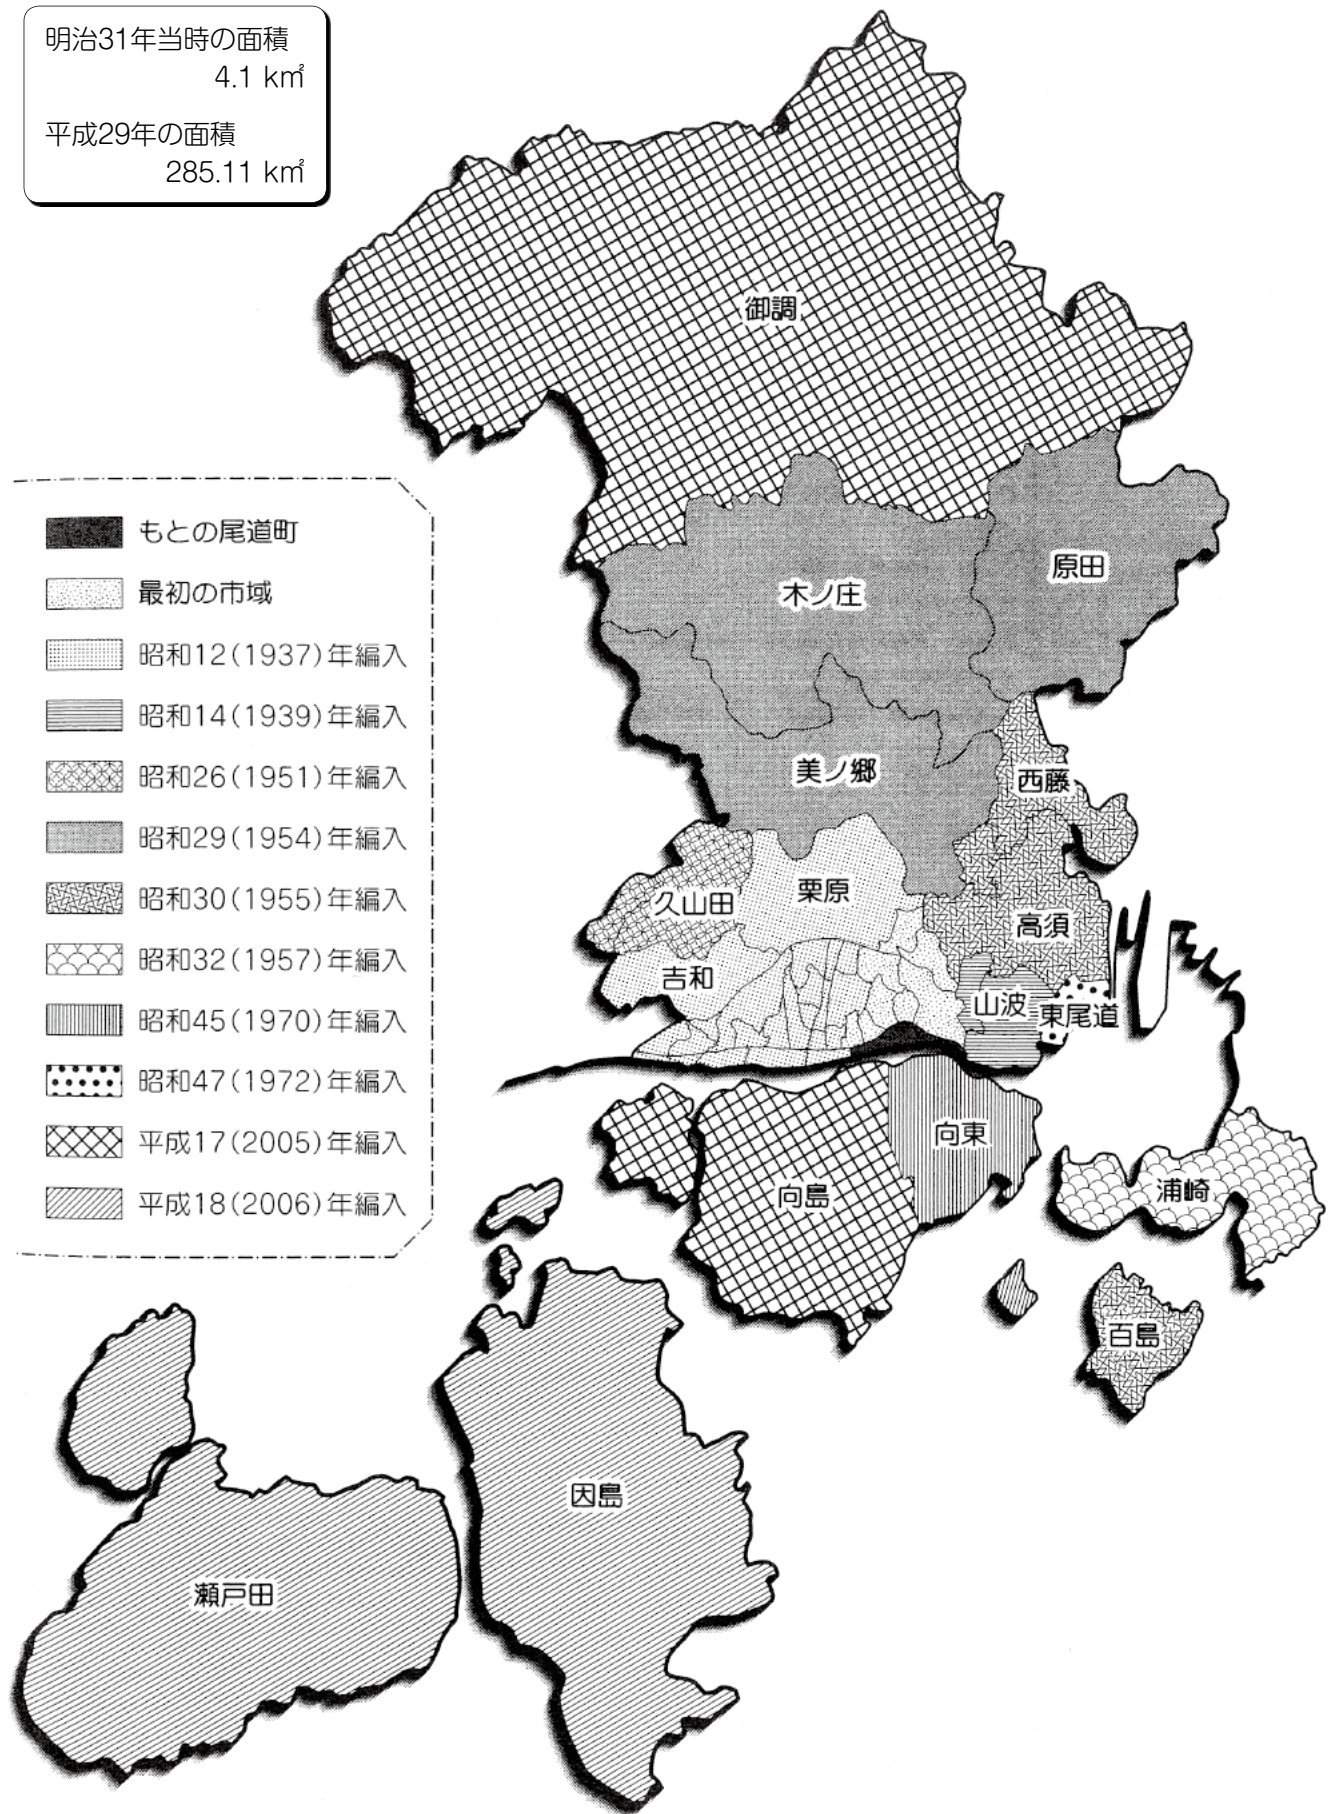 明治31年当時の面積
4.1 km²
平成29年の面積
285.11 km²
御調
もとの尾道町
最初の市域
昭和12(1937)年編入
昭和14(1939)年編入
昭和26(1951)年編入
昭和29(1954)年編入
昭和30(1955)年編入
昭和32(1957)年編入
昭和45(1970)年編入
昭和47(1972)年編入
平成17(2005)年編入
平成18(2006)年編入
原田
木ノ庄
美ノ郷
西藤
栗原
久山田
高須
吉和
山波
東尾道
向東
向島
浦崎
百島
因島
瀬戸田